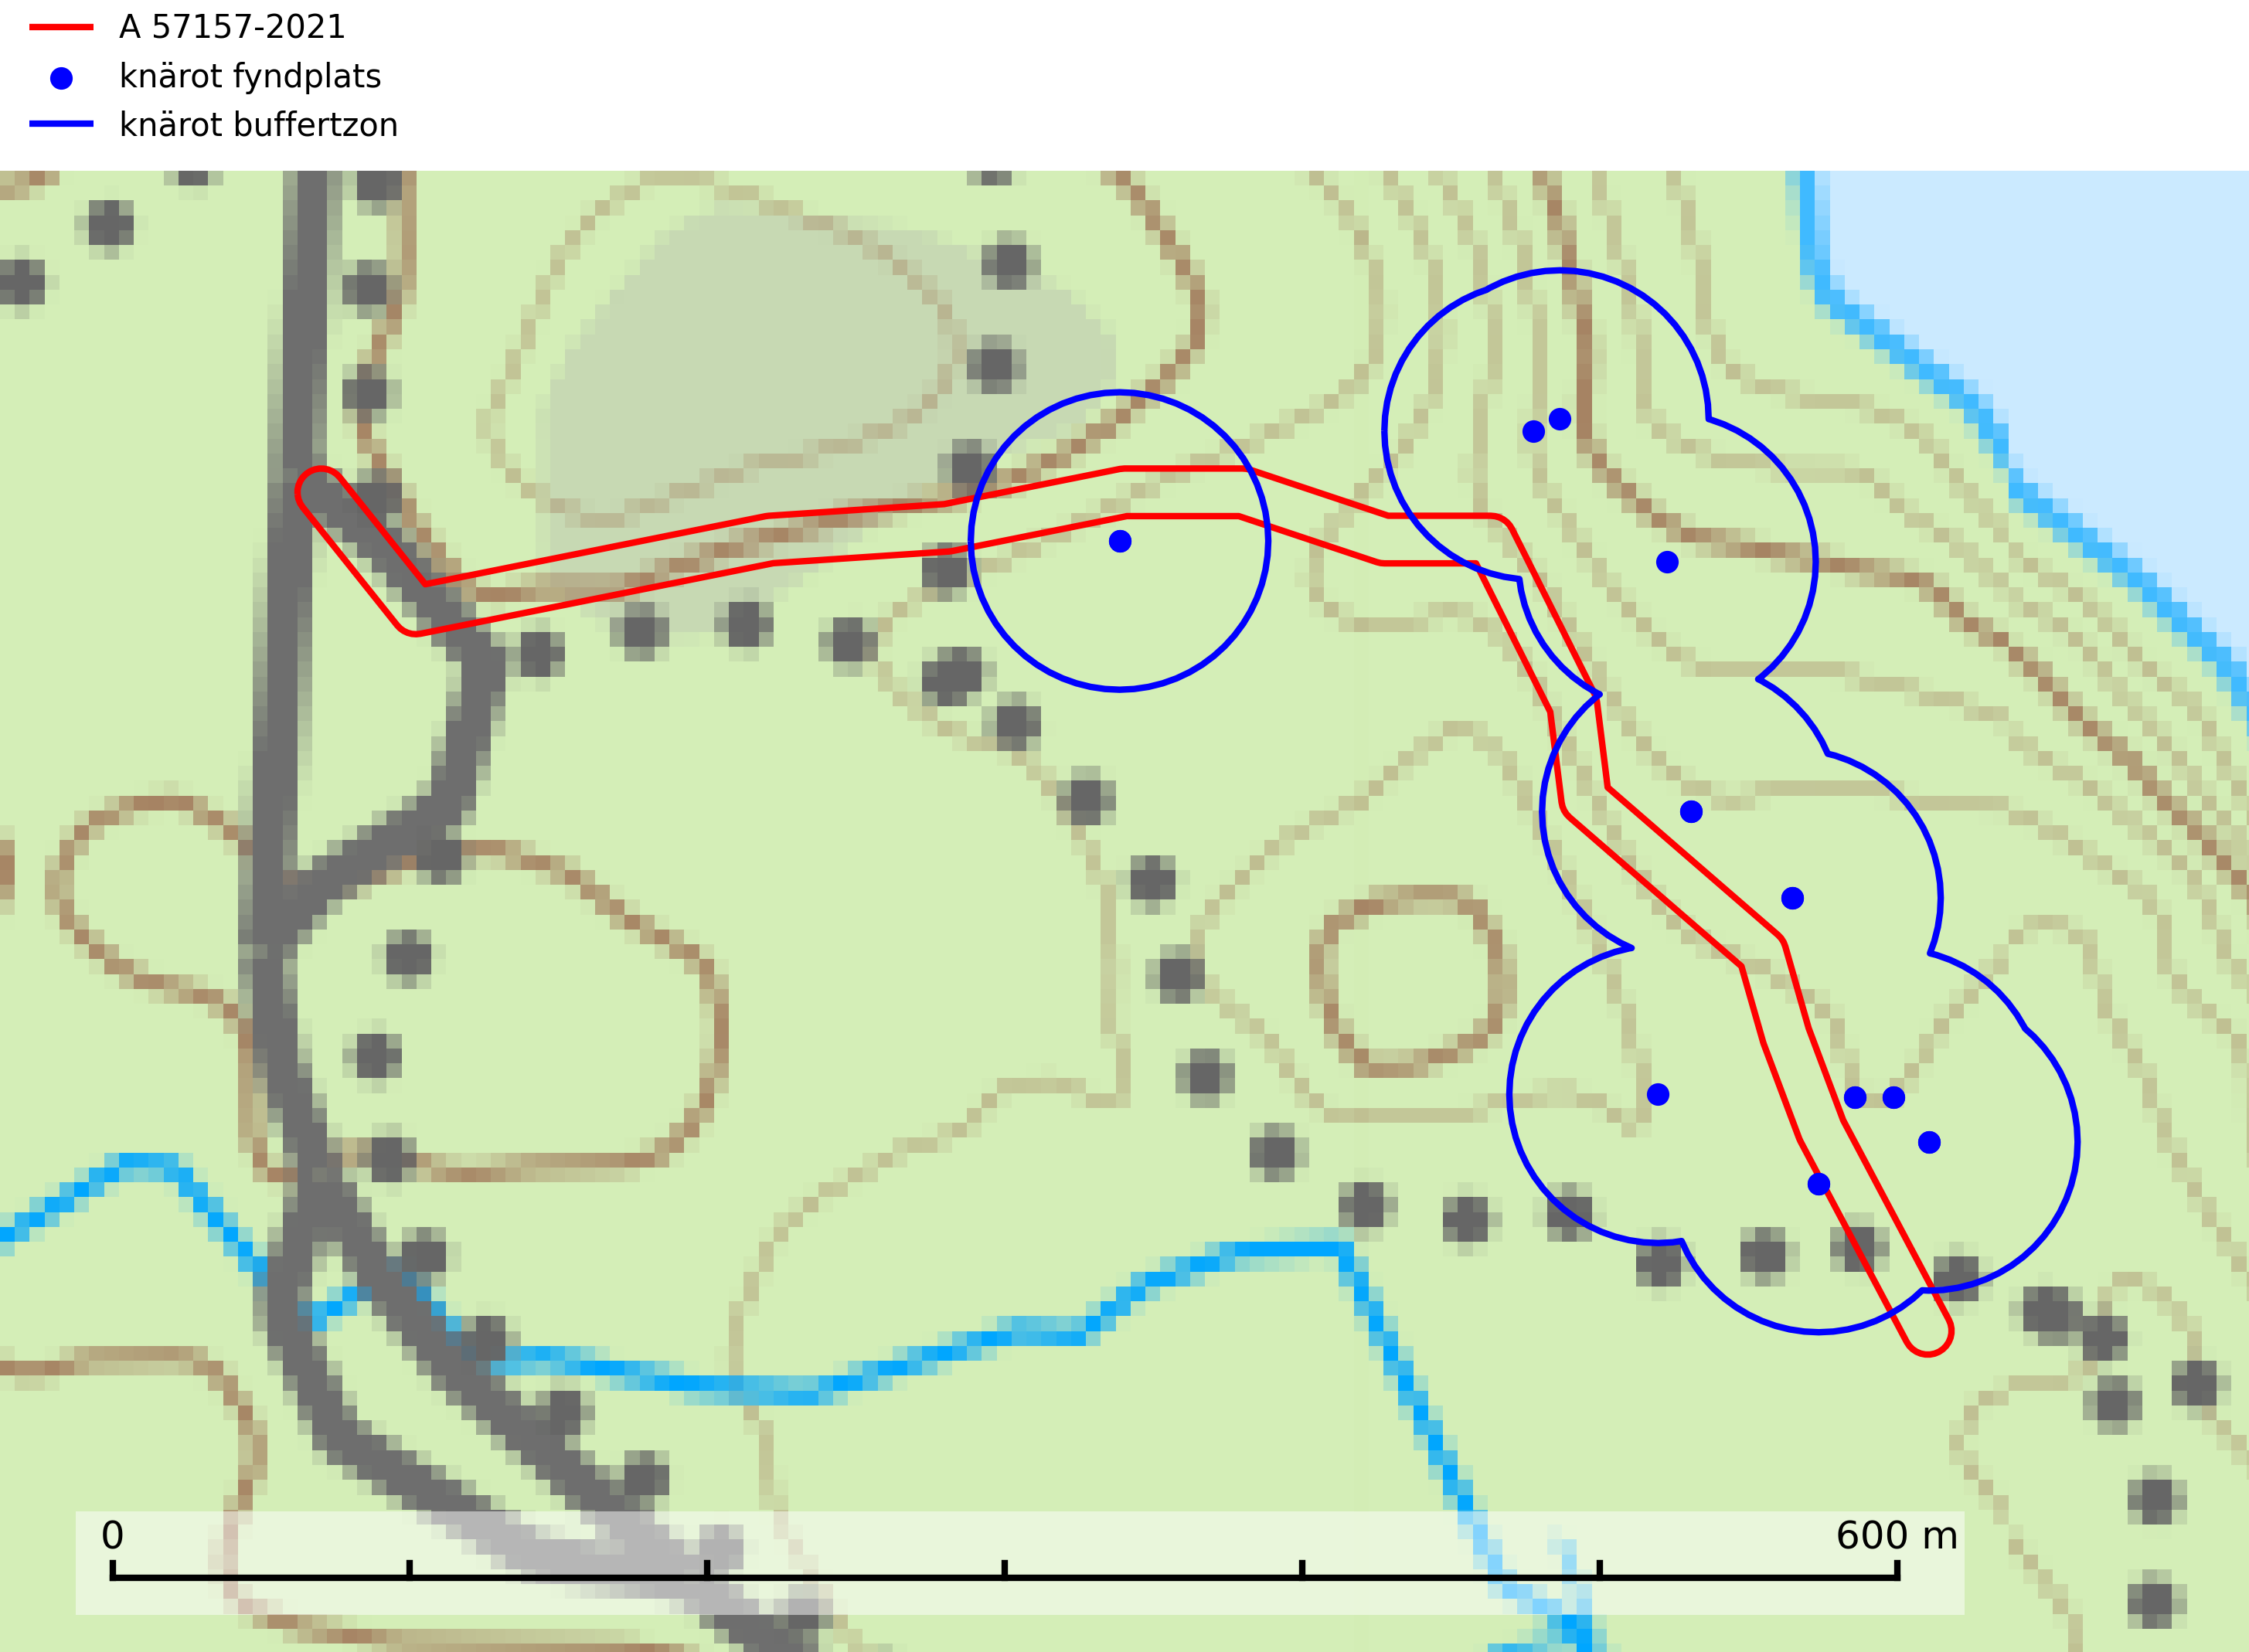 A 57157-2021
knärot fyndplats
knärot buffertzon
0 600 m